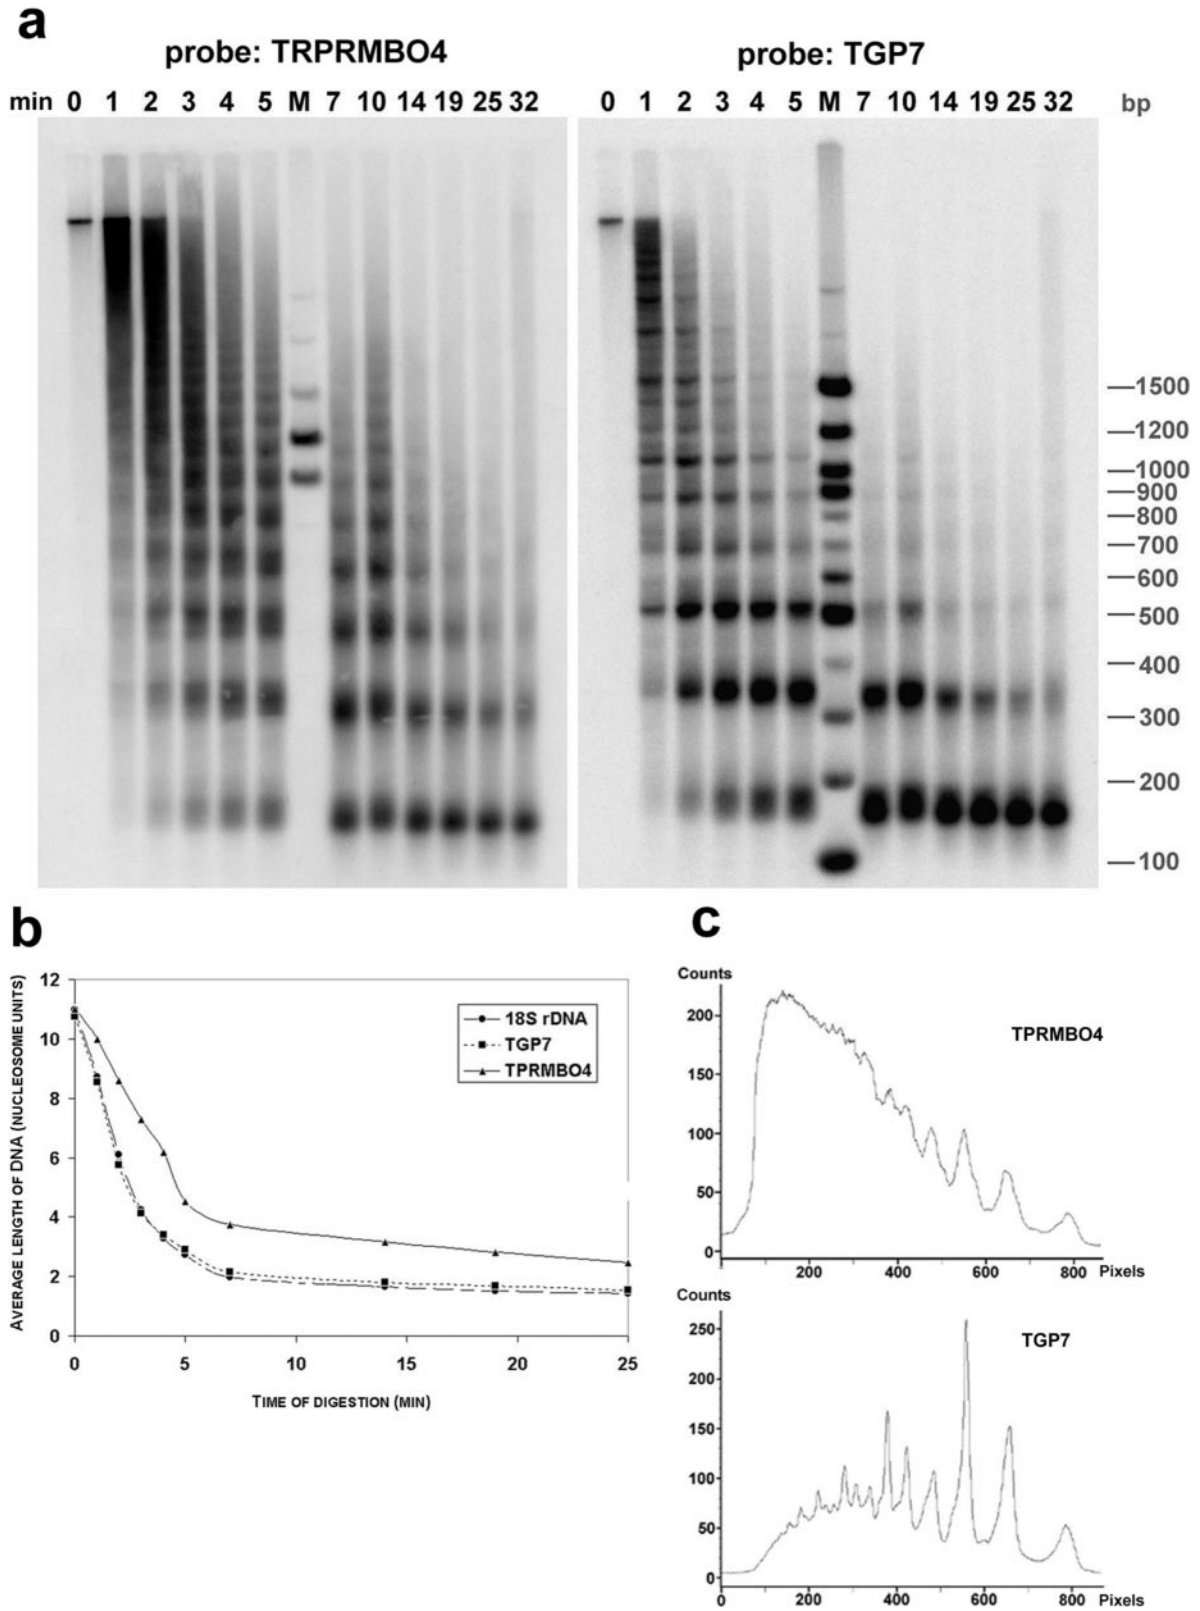 a
probe: TRPRMBO4
probe: TGP7
min 0 1 2 3 4 5 M 7 10 14 19 25 32
0 1 2 3 4 5 M 7 10 14 19 25 32 bp
1500
1200
1000
900
800
700
600
500
400
300
200
100
b
AVERAGE LENGTH OF DNA (NUCLEOSOME UNITS)
12
10
8
6
4
2
0
18S rDNA
TGP7
TPRMBO4
0 5 10 15 20 25
TIME OF DIGESTION (MIN)
c
Counts
TPRMBO4
200
150
100
50
0
200 400 600 800 Pixels
Counts
TGP7
250
200
150
100
50
0
0 200 400 600 800 Pixels